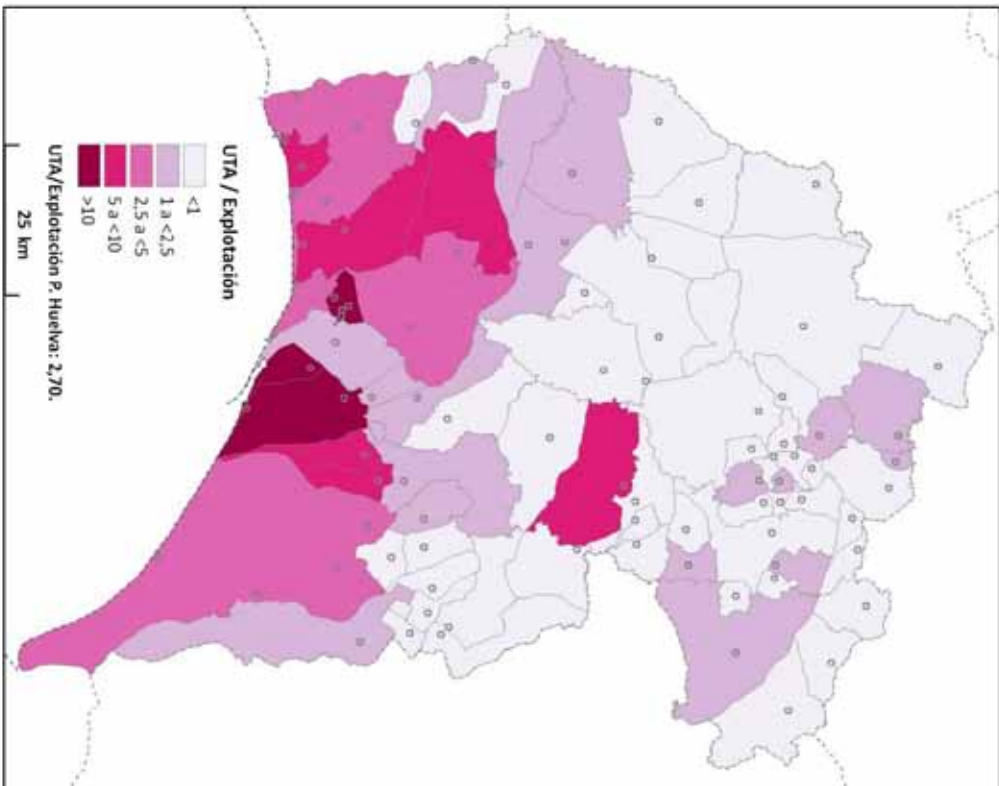 UTA / Explotación
<1
1 a <2,5
2,5 a <5
5 a <10
>10
UTA/Explotación P. Huelva: 2,70.
25 km